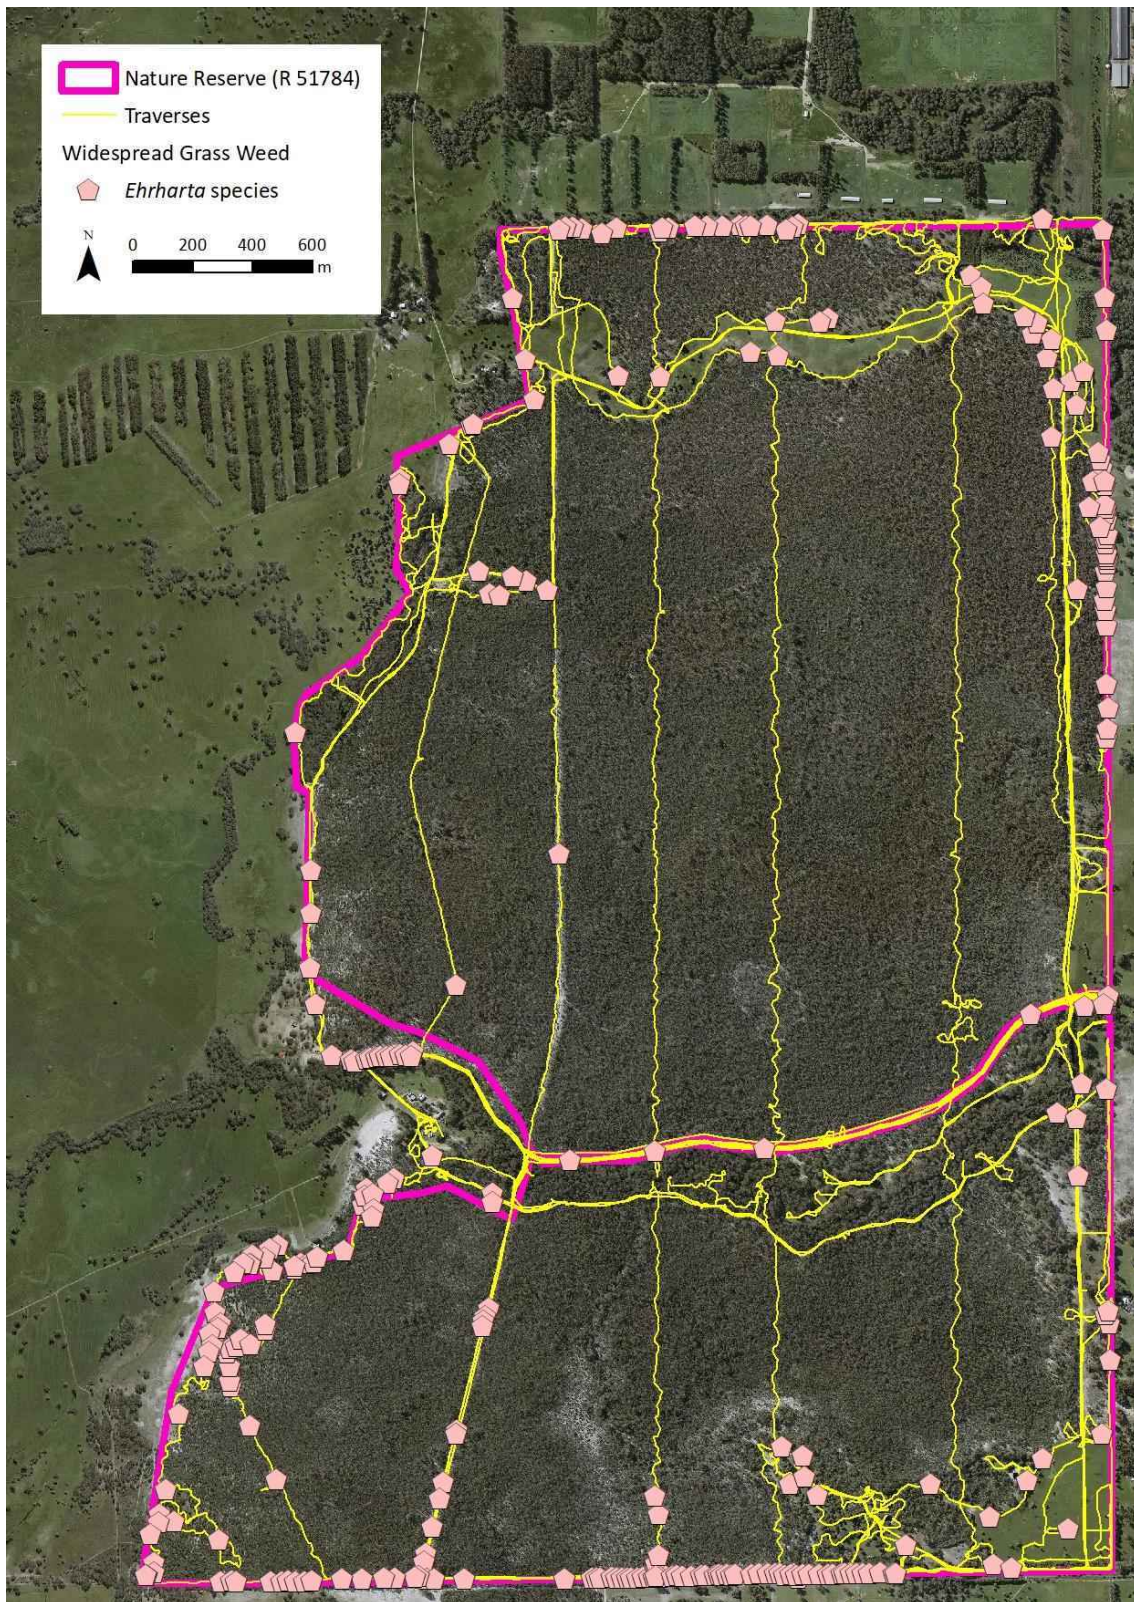 Nature Reserve (R 51784)
Traverses
Widespread Grass Weed
Ehrharta species
N
0 200 400 600
m